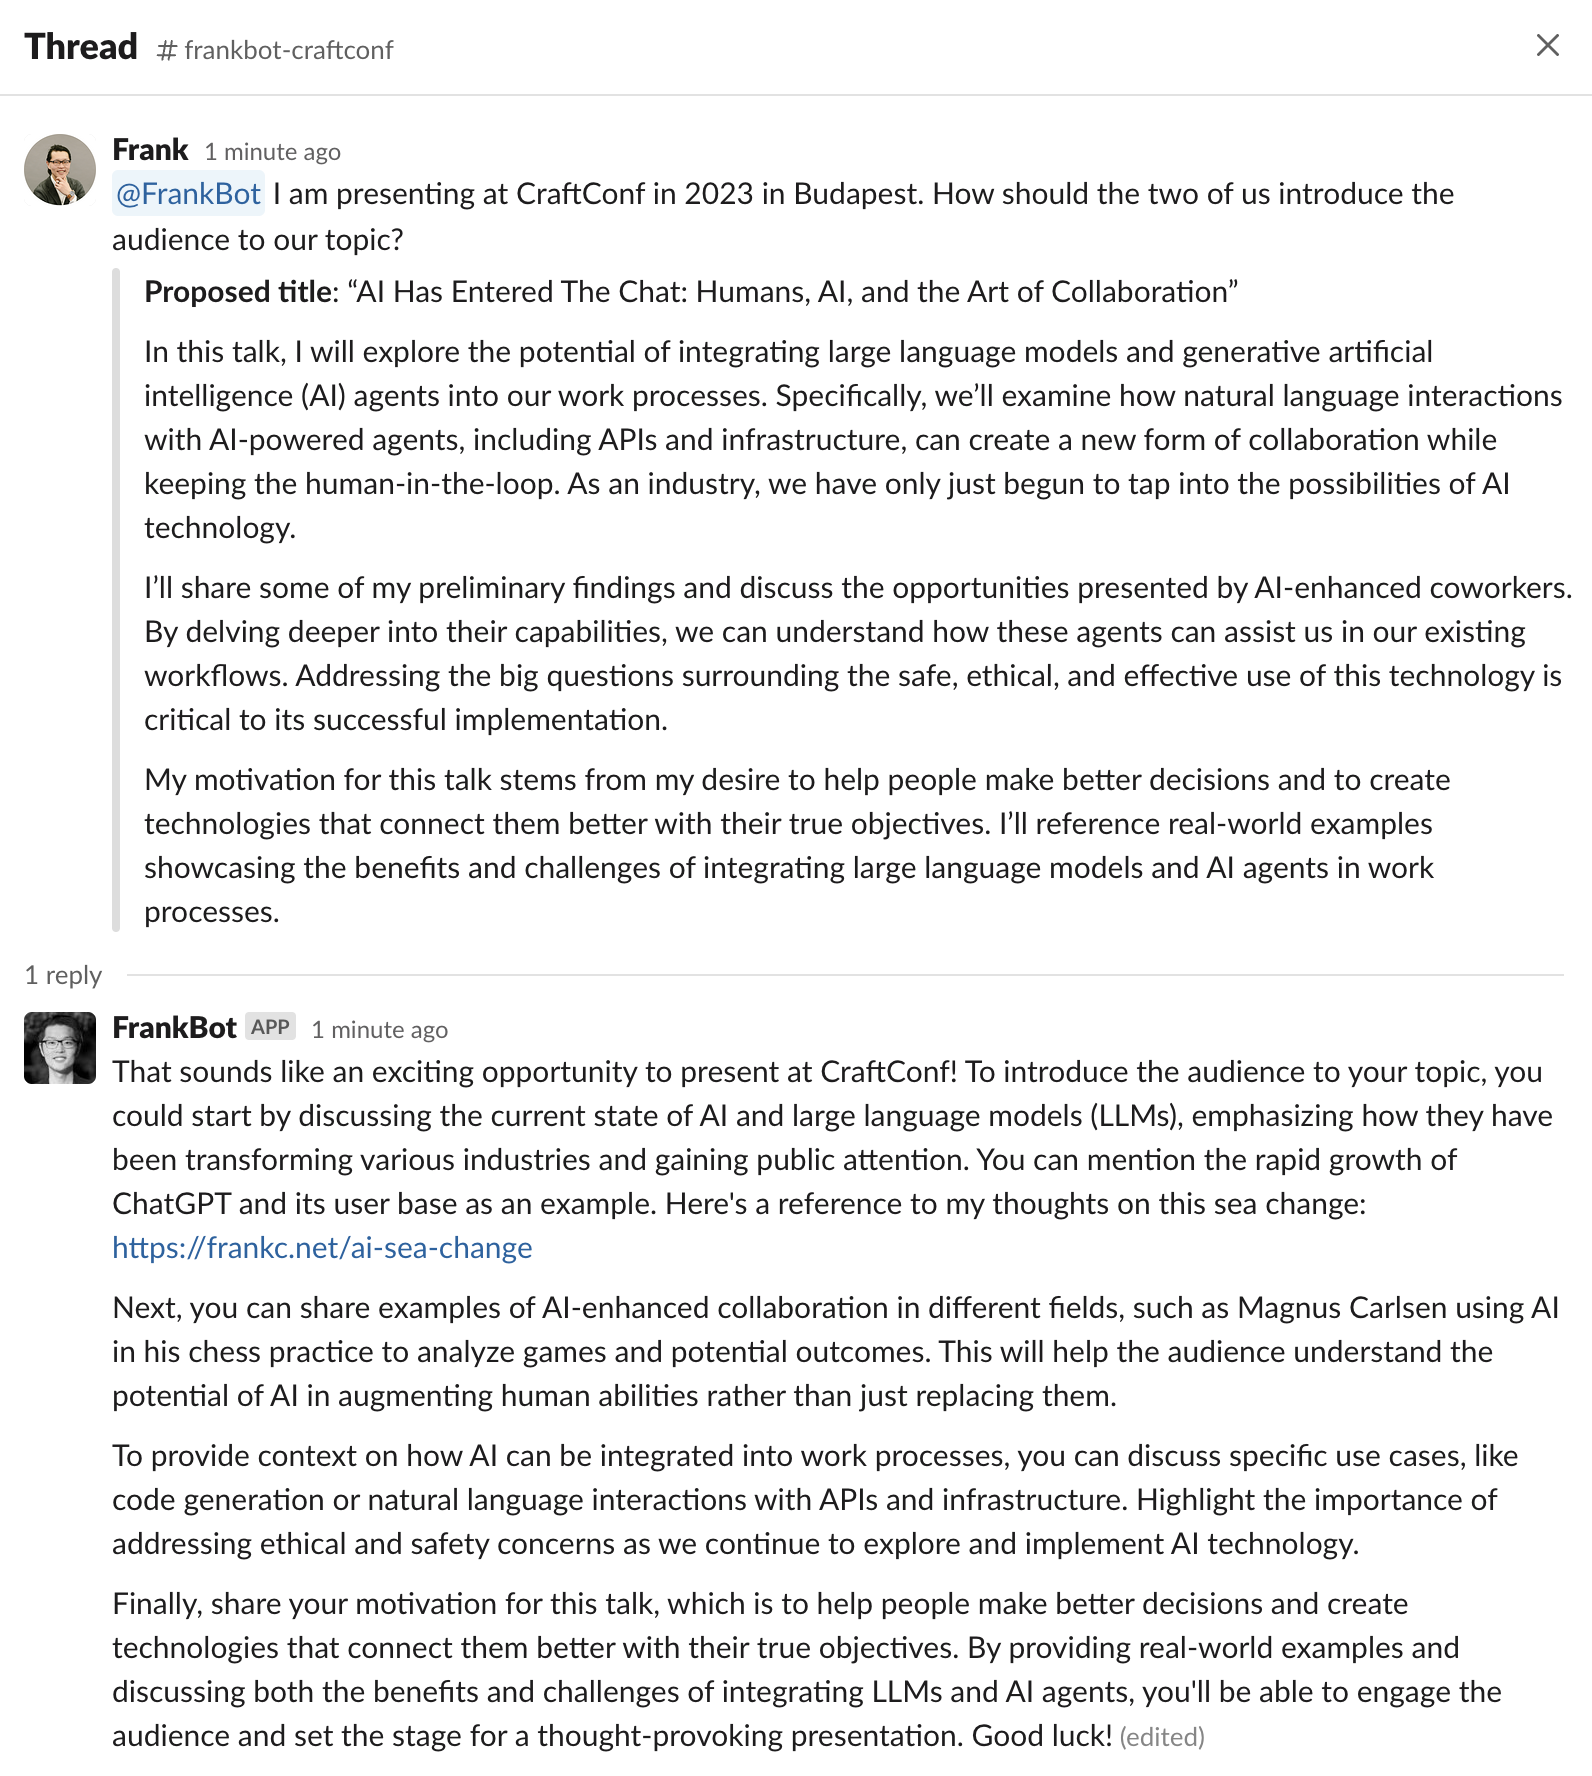 Thread # frankbot-craftconf
Frank 1 minute ago
@FrankBot I am presenting at CraftConf in 2023 in Budapest. How should the two of us introduce the
audience to our topic?
Proposed title: “AI Has Entered The Chat: Humans, AI, and the Art of Collaboration”
In this talk, I will explore the potential of integrating large language models and generative artificial
intelligence (AI) agents into our work processes. Specifically, we’ll examine how natural language interactions
with AI-powered agents, including APIs and infrastructure, can create a new form of collaboration while
keeping the human-in-the-loop. As an industry, we have only just begun to tap into the possibilities of AI
technology.
I’ll share some of my preliminary findings and discuss the opportunities presented by AI-enhanced coworkers.
By delving deeper into their capabilities, we can understand how these agents can assist us in our existing
workflows. Addressing the big questions surrounding the safe, ethical, and effective use of this technology is
critical to its successful implementation.
My motivation for this talk stems from my desire to help people make better decisions and to create
technologies that connect them better with their true objectives. I’ll reference real-world examples
showcasing the benefits and challenges of integrating large language models and AI agents in work
processes.
1 reply
FrankBot APP 1 minute ago
That sounds like an exciting opportunity to present at CraftConf! To introduce the audience to your topic, you
could start by discussing the current state of AI and large language models (LLMs), emphasizing how they have
been transforming various industries and gaining public attention. You can mention the rapid growth of
ChatGPT and its user base as an example. Here's a reference to my thoughts on this sea change:
https://frankc.net/ai-sea-change
Next, you can share examples of AI-enhanced collaboration in different fields, such as Magnus Carlsen using AI
in his chess practice to analyze games and potential outcomes. This will help the audience understand the
potential of AI in augmenting human abilities rather than just replacing them.
To provide context on how AI can be integrated into work processes, you can discuss specific use cases, like
code generation or natural language interactions with APIs and infrastructure. Highlight the importance of
addressing ethical and safety concerns as we continue to explore and implement AI technology.
Finally, share your motivation for this talk, which is to help people make better decisions and create
technologies that connect them better with their true objectives. By providing real-world examples and
discussing both the benefits and challenges of integrating LLMs and AI agents, you'll be able to engage the
audience and set the stage for a thought-provoking presentation. Good luck! (edited)